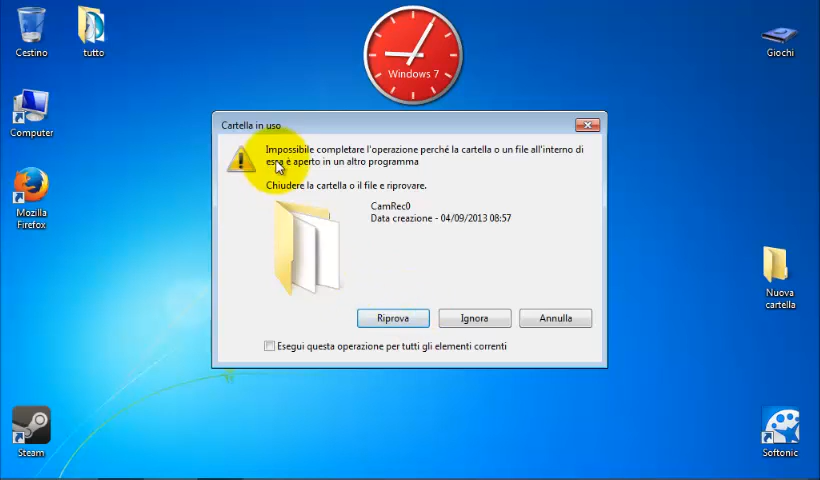 Cestino
tutto
Windows 7
Giochi
Computer
Mozilla
Firefox
Cartella in uso
Impossibile completare l'operazione perché la cartella o un file all'interno di
essa è aperto in un altro programma
Chiudere la cartella o il file e riprovare.
CamRec0
Data creazione - 04/09/2013 08:57
Riprova
Ignora
Annulla
Esegui questa operazione per tutti gli elementi correnti
Nuova
cartella
Steam
Softonic